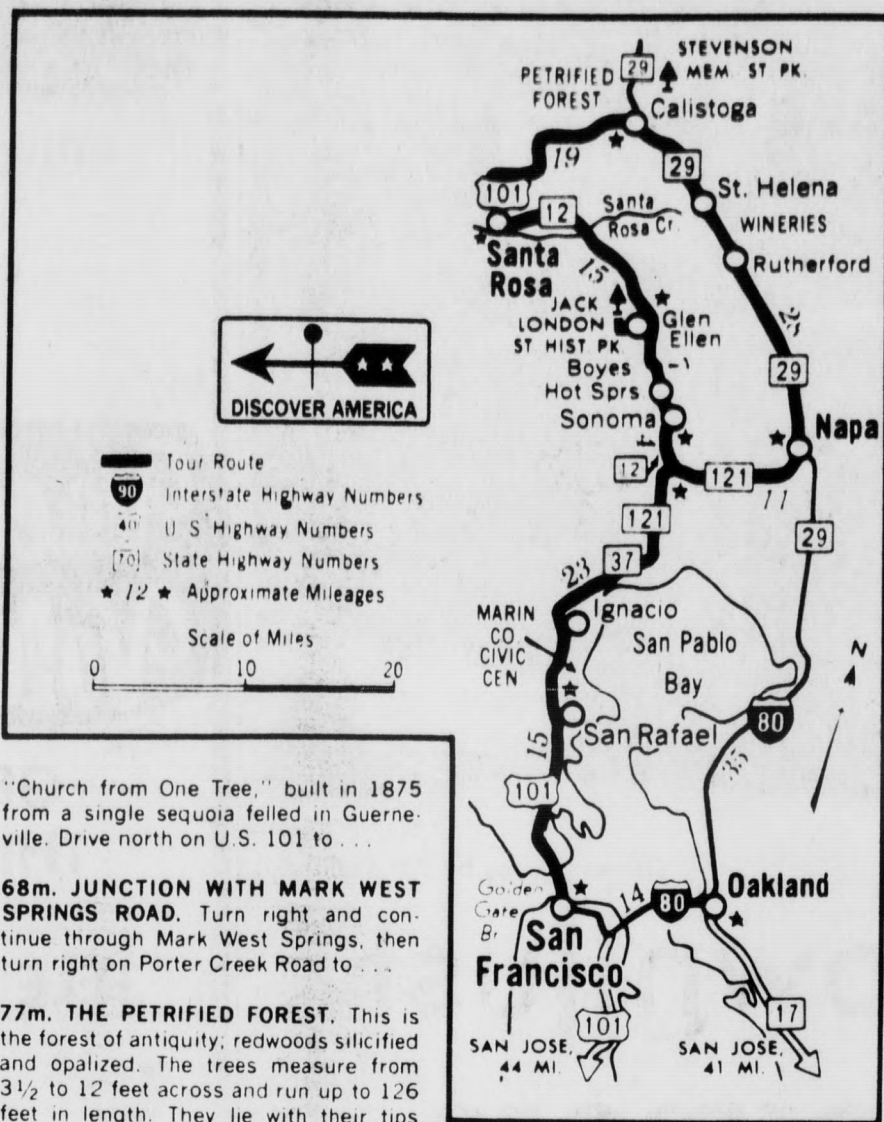 STEVENSON
MEM. ST. PK.
29
PETRIFIED
FOREST
Calistoga
19
29
101
12
Santa
Rosa Cr.
St. Helena
WINERIES
Santa
Rosa
15
Rutherford
JACK
LONDON
ST HIST PK.
Glen
Ellen
29
DISCOVER AMERICA
Boyes
Hot Sprs
Sonoma
Napa
12
121
11
Tour Route
90 Interstate Highway Numbers
U S Highway Numbers
State Highway Numbers
★ 12 ★ Approximate Mileages
Scale of Miles
0 10 20
121
29
37
23
Ignacio
MARIN
CO.
CIVIC
CEN
San Pablo
Bay
N
80
San Rafael
15
35
101
Golden
Gate
Br
14
80
Oakland
San
Francisco
101
17
SAN JOSE,
44 MI.
SAN JOSE,
41 MI.
"Church from One Tree," built in 1875
from a single sequoia felled in Guerne-
ville. Drive north on U.S. 101 to . . .
68m. JUNCTION WITH MARK WEST
SPRINGS ROAD. Turn right and con-
tinue through Mark West Springs, then
turn right on Porter Creek Road to . . .
77m. THE PETRIFIED FOREST. This is
the forest of antiquity; redwoods silicified
and opalized. The trees measure from
3½ to 12 feet across and run up to 126
feet in length. They lie with their tips